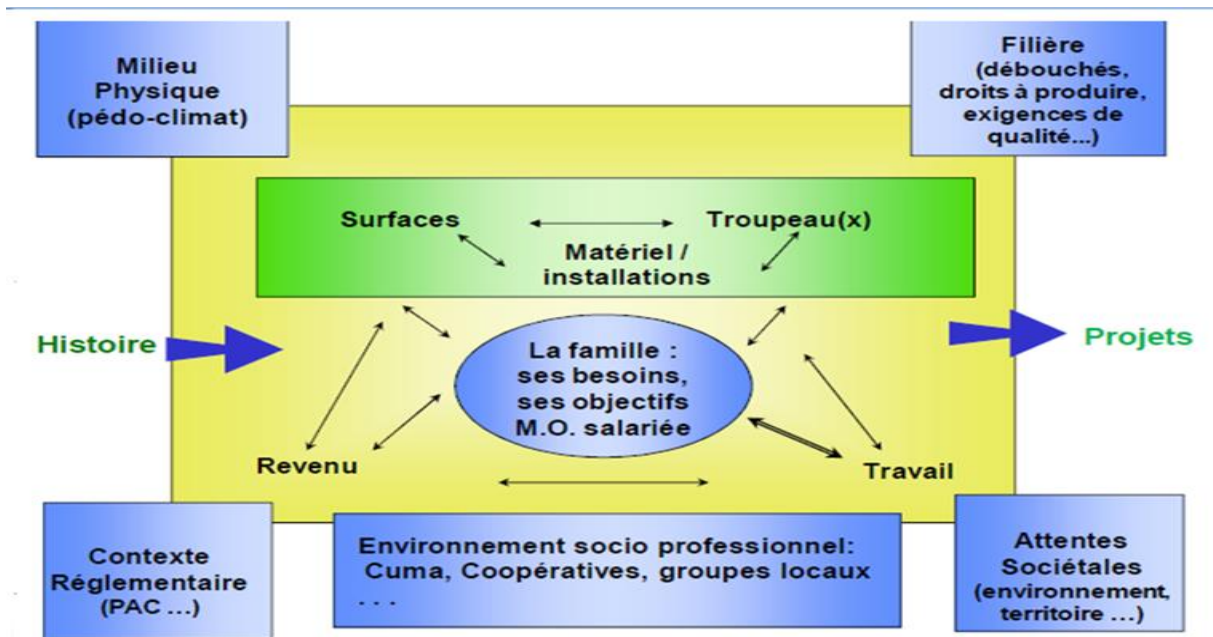 Milieu
Physique
(pédo-climat)
Filière
(débouchés,
droits à produire,
exigences de
qualité...)
Surfaces
Troupeau(x)
Matériel /
installations
Histoire
Projets
La famille :
ses besoins,
ses objectifs
M.O. salariée
Revenu
Travail
Contexte
Réglementaire
(PAC ...)
Environnement socio professionnel:
Cuma, Coopératives, groupes locaux
. . .
Attentes
Sociétales
(environnement,
territoire ...)